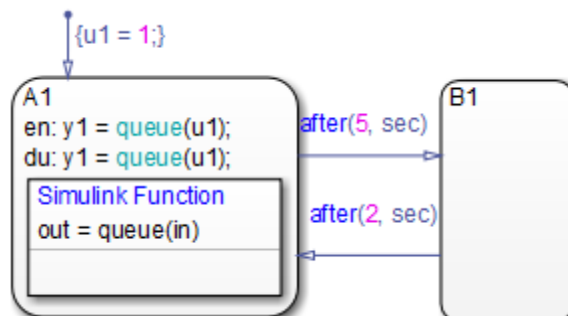 {u1 = 1;}
A1
en: y1 = queue(u1);
du: y1 = queue(u1);
Simulink Function
out = queue(in)
after(5, sec)
after(2, sec)
B1